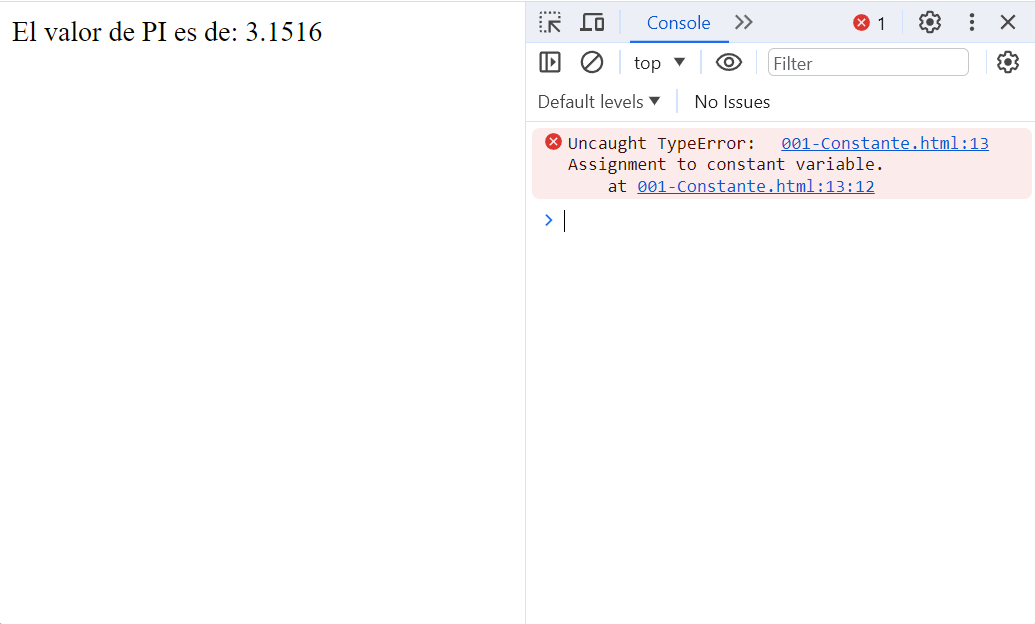 El valor de PI es de: 3.1516
Console 1
top Filter
Default levels No Issues
Uncaught TypeError: 001-Constante.html:13
Assignment to constant variable.
at 001-Constante.html:13:12